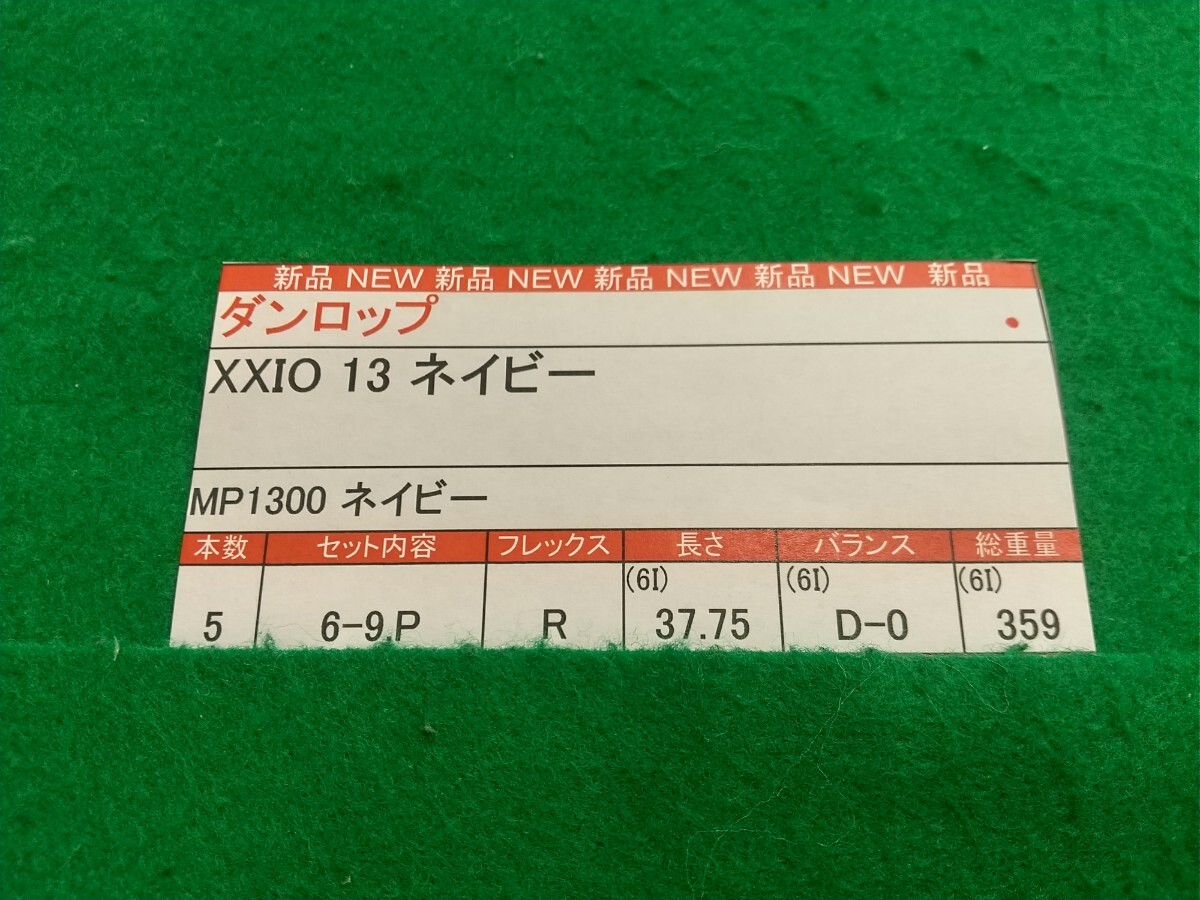 新品 NEW 新品 NEW 新品 NEW 新品 NEW 新品
ダンロップ
XXIO 13 ネイビー
MP1300 ネイビー
本数 セット内容 フレックス 長さ バランス 総重量
(6I) (6I) (6I)
5 6-9 P R 37.75 D-0 359